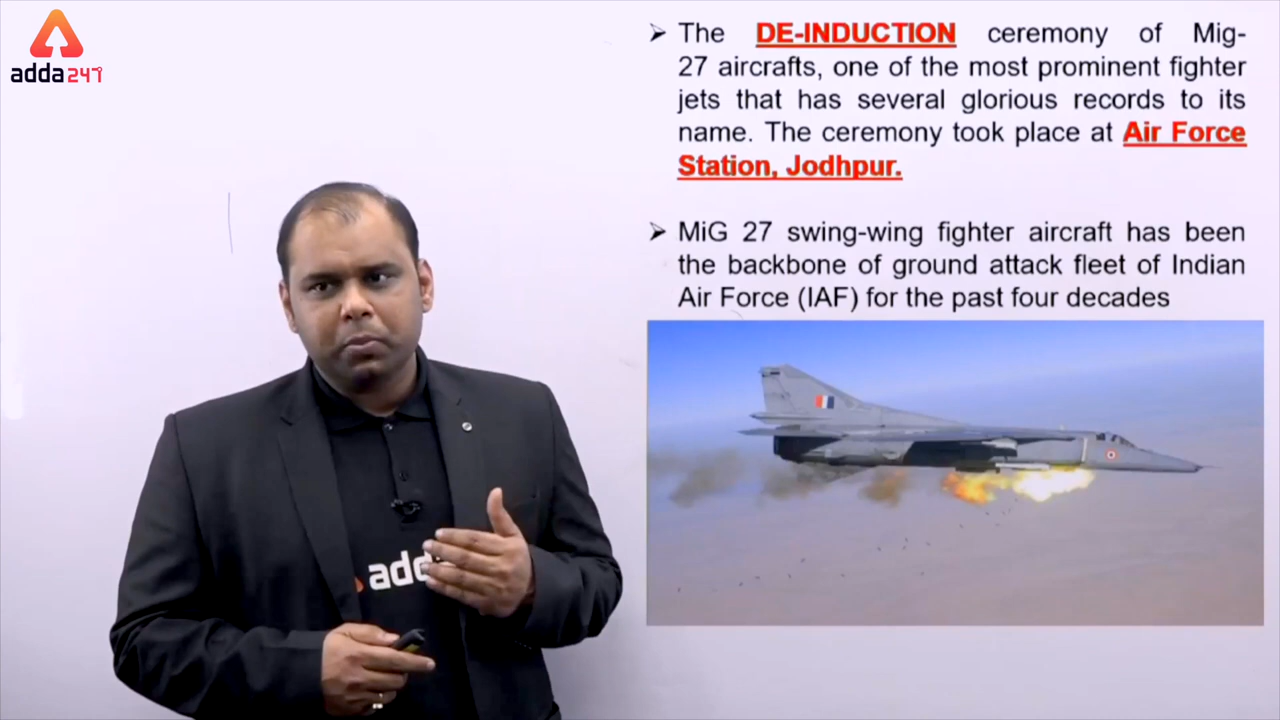 adda247
➢ The DE-INDUCTION ceremony of Mig-
27 aircrafts, one of the most prominent fighter
jets that has several glorious records to its
name. The ceremony took place at Air Force
Station, Jodhpur.
➢ MiG 27 swing-wing fighter aircraft has been
the backbone of ground attack fleet of Indian
Air Force (IAF) for the past four decades
add